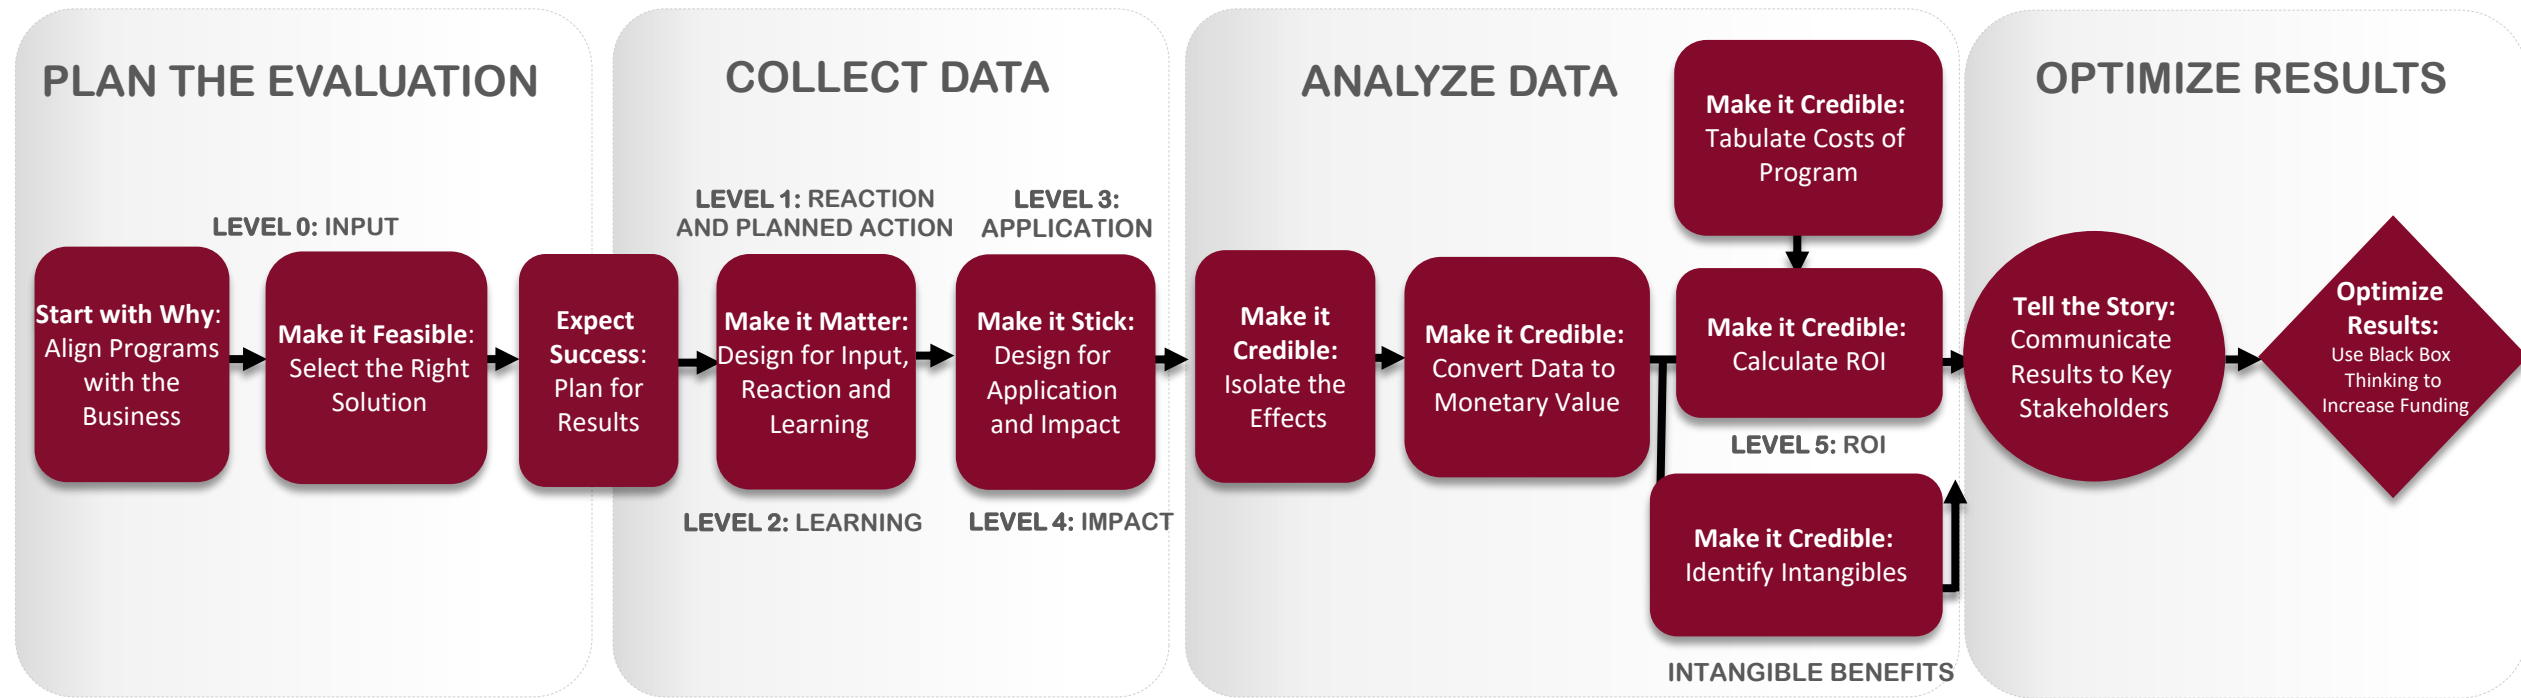 PLAN THE EVALUATION
LEVEL 0: INPUT
Start with Why:
Align Programs
with the
Business
Make it Feasible:
Select the Right
Solution
Expect
Success:
Plan for
Results
COLLECT DATA
LEVEL 1: REACTION
AND PLANNED ACTION
Make it Matter:
Design for Input,
Reaction and
Learning
LEVEL 2: LEARNING
LEVEL 3:
APPLICATION
Make it Stick:
Design for
Application
and Impact
LEVEL 4: IMPACT
ANALYZE DATA
Make it
Credible:
Isolate the
Effects
Make it Credible:
Convert Data to
Monetary Value
Make it Credible:
Tabulate Costs of
Program
Make it Credible:
Calculate ROI
LEVEL 5: ROI
Make it Credible:
Identify Intangibles
INTANGIBLE BENEFITS
OPTIMIZE RESULTS
Tell the Story:
Communicate
Results to Key
Stakeholders
Optimize
Results:
Use Black Box
Thinking to
Increase Funding